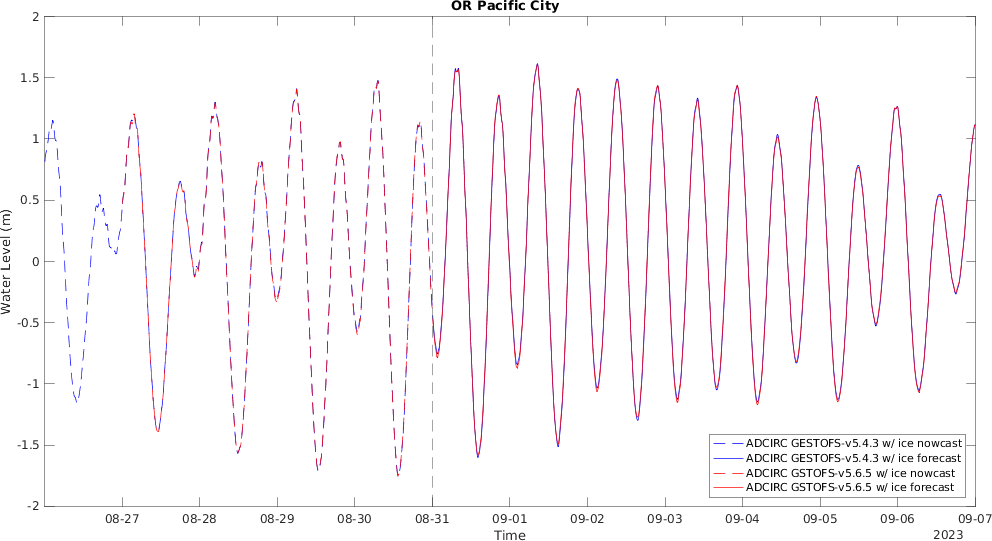 OR Pacific City
2
1.5
1
0.5
0
-0.5
-1
-1.5
-2
Water Level (m)
ADCIRC GESTOFS-v5.4.3 w/ ice nowcast
ADCIRC GESTOFS-v5.4.3 w/ ice forecast
ADCIRC GSTOFS-v5.6.5 w/ ice nowcast
ADCIRC GSTOFS-v5.6.5 w/ ice forecast
08-27 08-28 08-29 08-30 08-31 09-01 09-02 09-03 09-04 09-05 09-06 09-07
Time
2023